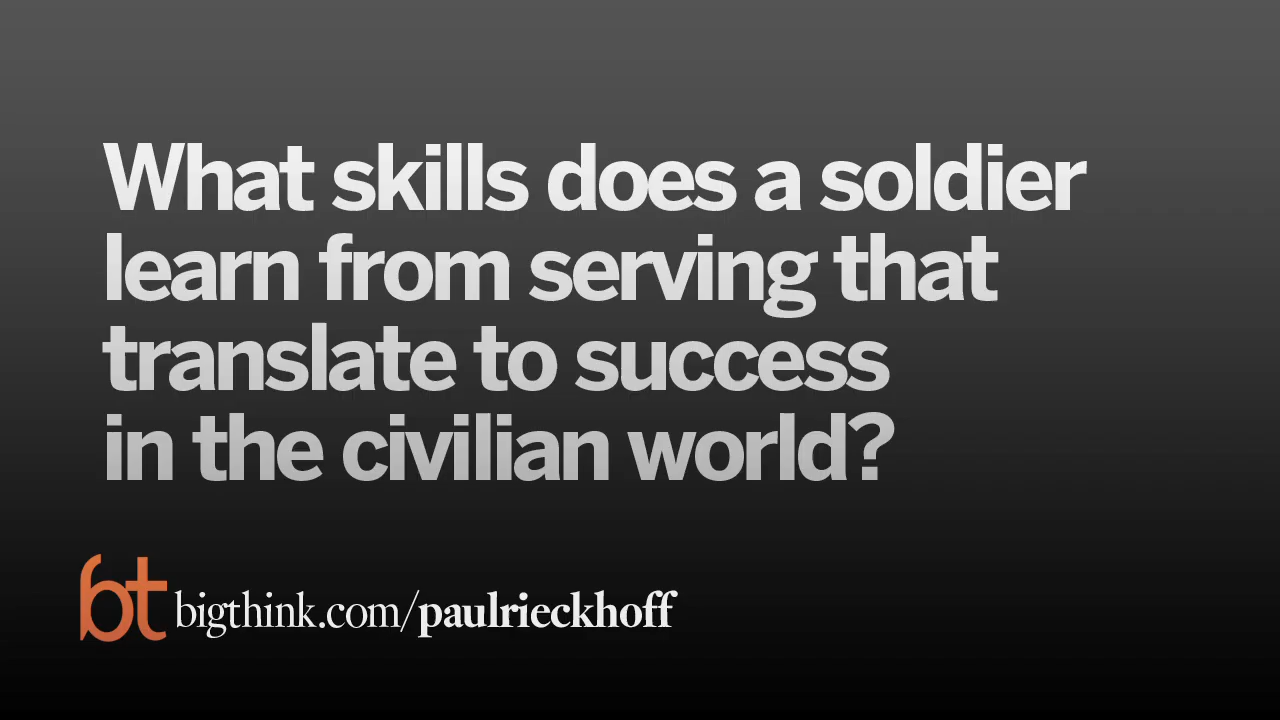 What skills does a soldier
learn from serving that
translate to success
in the civilian world?
bt bigthink.com/paulrieckhoff